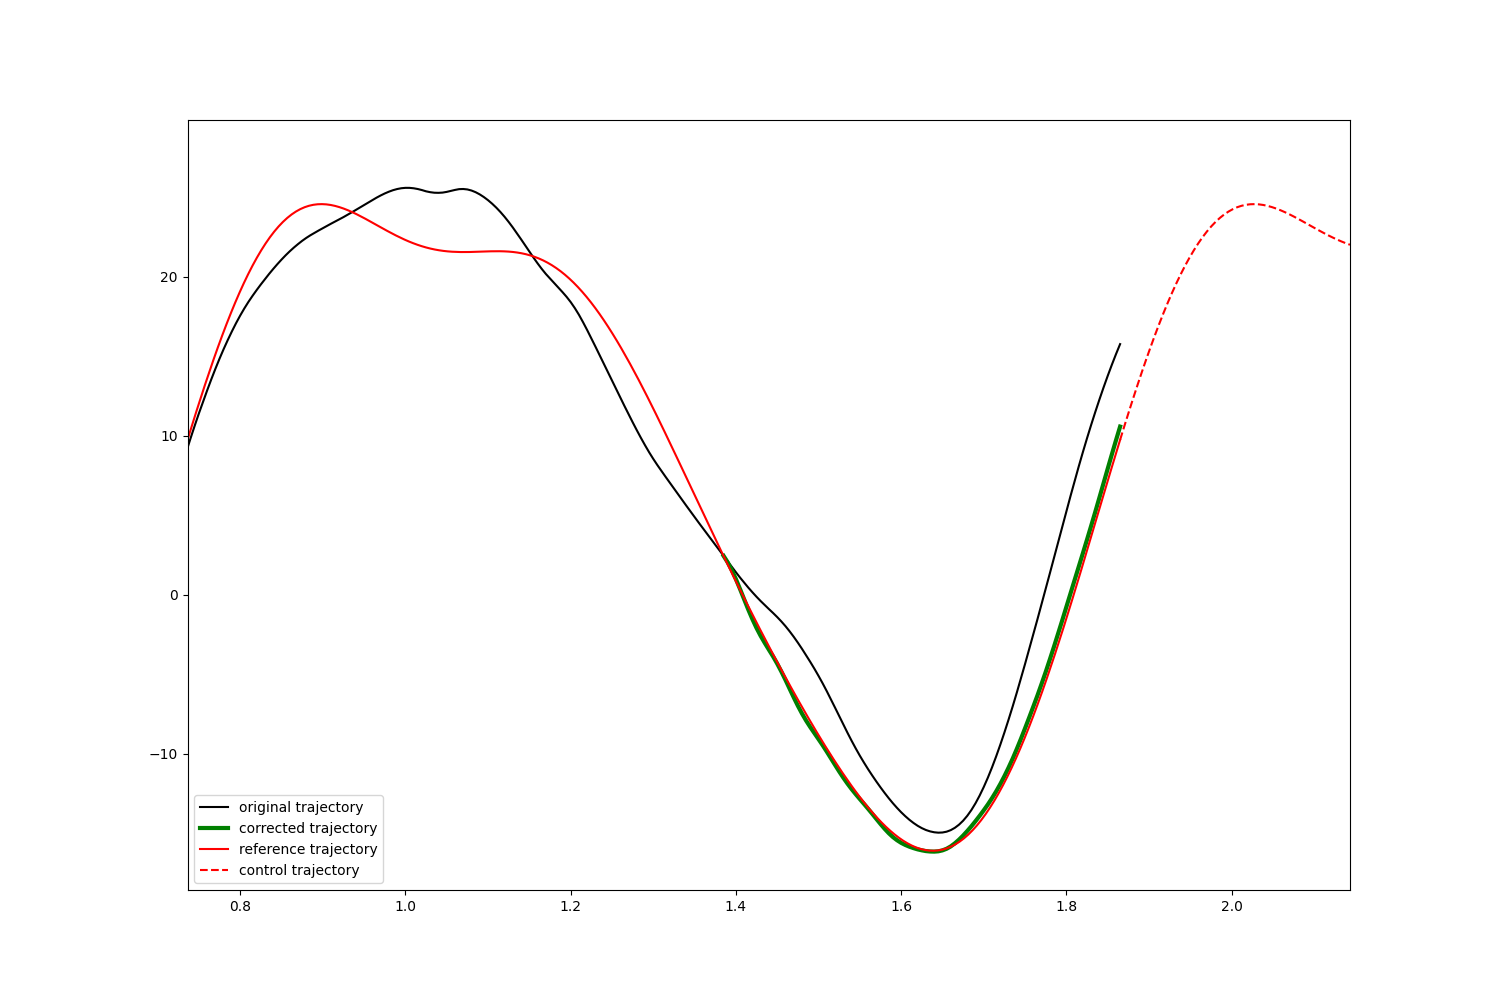 20
10
0
−10
original trajectory
corrected trajectory
reference trajectory
control trajectory
0.8 1.0 1.2 1.4 1.6 1.8 2.0